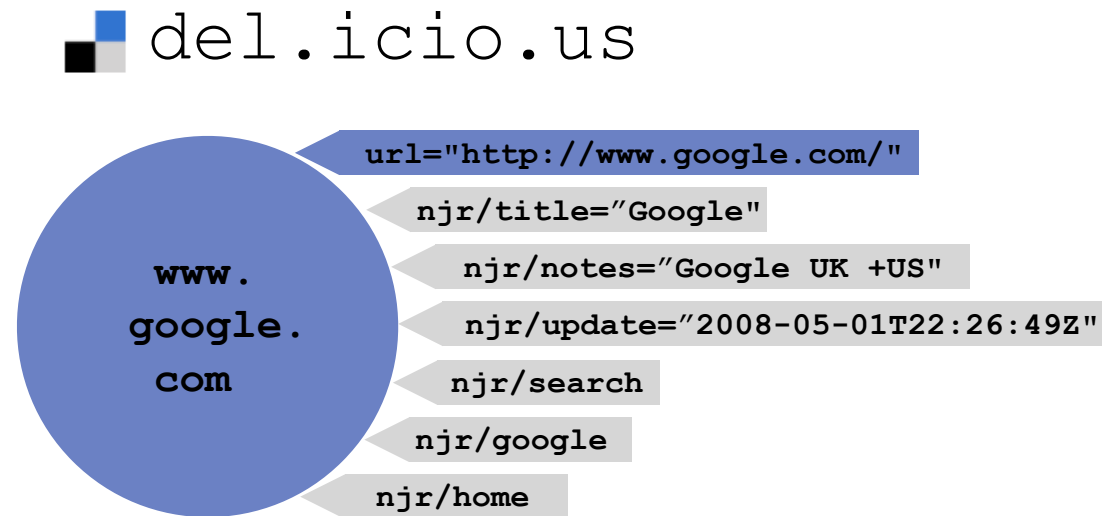 del.icio.us
url="http://www.google.com/"
njr/title=”Google"
njr/notes=”Google UK +US"
www.
google.
com
njr/update=”2008-05-01T22:26:49Z"
njr/search
njr/google
njr/home